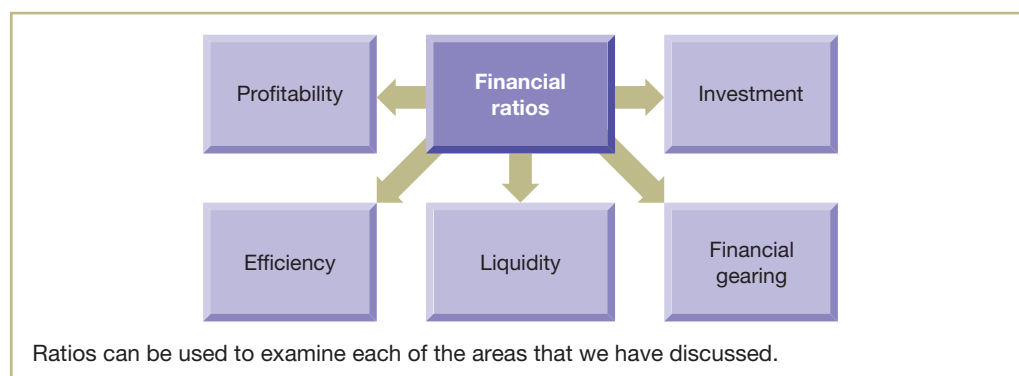 Profitability
Financial
ratios
Investment
Efficiency
Liquidity
Financial
gearing
Ratios can be used to examine each of the areas that we have discussed.